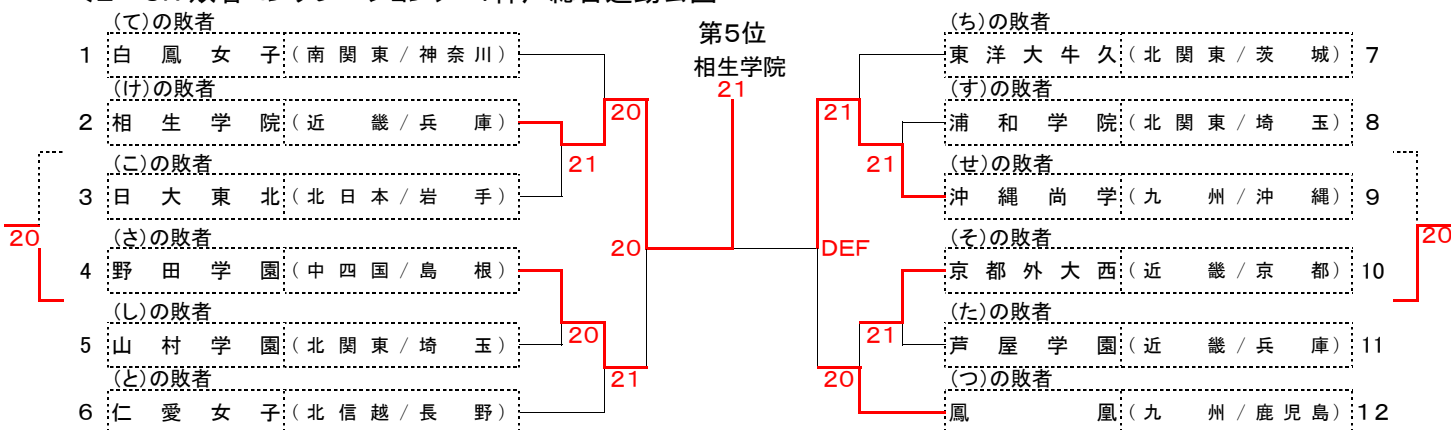 (て)の敗者
1 白鳳女子(南関東/神奈川)
(け)の敗者
2 相生学院(近畿/兵庫)
(こ)の敗者
3 日大東北(北日本/岩手)
(さ)の敗者
4 野田学園(中四国/島根)
(し)の敗者
5 山村学園(北関東/埼玉)
(と)の敗者
6 仁愛女子(北信越/長野)
20
20
21
20
20
21
第5位
相生学院
21
(ち)の敗者
東洋大牛久(北関東/茨城) 7
(す)の敗者
浦和学院(北関東/埼玉) 8
(せ)の敗者
沖縄尚学(九州/沖縄) 9
(そ)の敗者
京都外大西(近畿/京都) 10
(た)の敗者
芦屋学園(近畿/兵庫) 11
(つ)の敗者
鳳凰(九州/鹿児島) 12
21
21
DEF
21
20
20